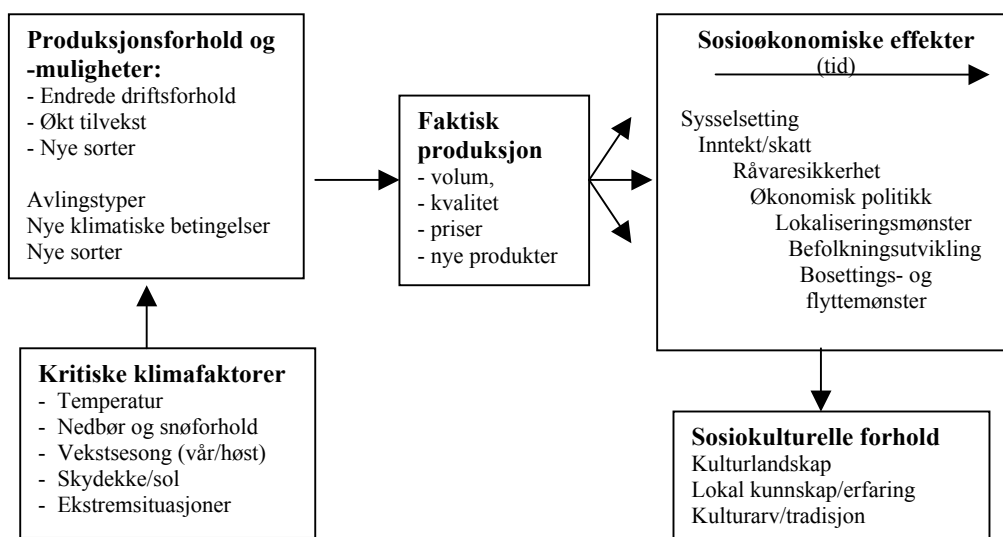 Produksjonsforhold og
-muligheter:
- Endrede driftsforhold
- Økt tilvekst
- Nye sorter
Avlingstyper
Nye klimatiske betingelser
Nye sorter
Kritiske klimafaktorer
- Temperatur
- Nedbør og snøforhold
- Vekstsesong (vår/høst)
- Skydekke/sol
- Ekstremsituasjoner
Faktisk
produksjon
- volum,
- kvalitet
- priser
- nye produkter
Sosioøkonomiske effekter
(tid)
Sysselsetting
Inntekt/skatt
Råvaresikkerhet
Økonomisk politikk
Lokaliseringsmønster
Befolkningsutvikling
Bosettings- og
flyttemønster
Sosiokulturelle forhold
Kulturlandskap
Lokal kunnskap/erfaring
Kulturarv/tradisjon